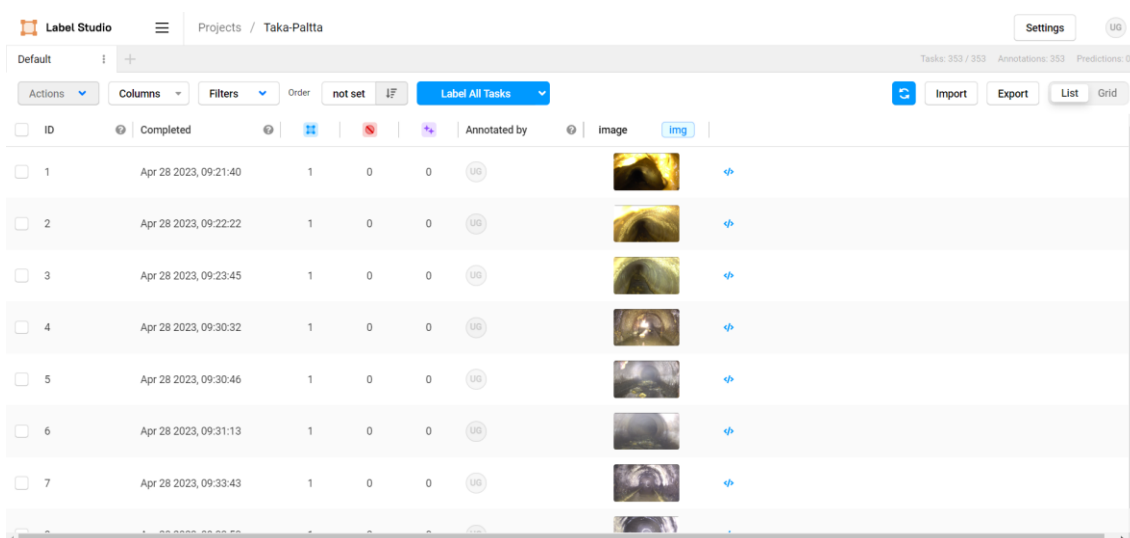 Label Studio
Projects / Taka-Paltta
Settings
UG
Default
Tasks: 353 / 353 Annotations: 353 Predictions: 0
Actions Columns Filters Order not set Label All Tasks Import Export List Grid
ID Completed Annotated by image img
1 Apr 28 2023, 09:21:40 1 0 0 UG </>
2 Apr 28 2023, 09:22:22 1 0 0 UG </>
3 Apr 28 2023, 09:23:45 1 0 0 UG </>
4 Apr 28 2023, 09:30:32 1 0 0 UG </>
5 Apr 28 2023, 09:30:46 1 0 0 UG </>
6 Apr 28 2023, 09:31:13 1 0 0 UG </>
7 Apr 28 2023, 09:33:43 1 0 0 UG </>